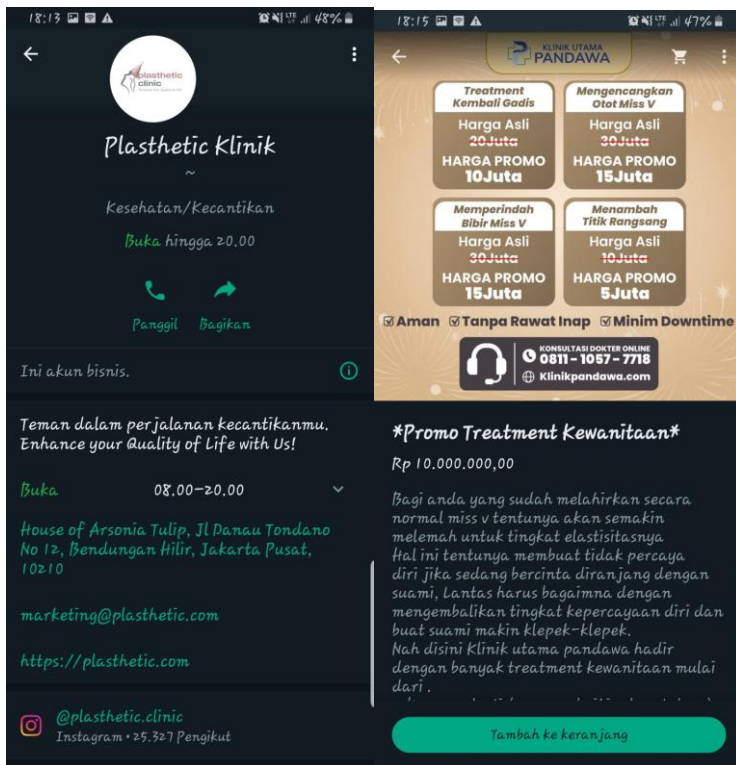 18:13
LTE
48%
plasthetic
clinic
Plasthetic Klinik
~
Kesehatan/Kecantikan
Buka hingga 20.00
Panggil Bagikan
Ini akun bisnis.
Teman dalam perjalanan kecantikanmu.
Enhance your Quality of Life with Us!
Buka 08.00–20.00
House of Arsonia Tulip, Jl Danau Tondano
No 12, Bendungan Hilir, Jakarta Pusat,
10210
marketing@plasthetic.com
https://plasthetic.com
@plasthetic.clinic
Instagram • 25.327 Pengikut
18:15
LTE
47%
KLINIK UTAMA
PANDAWA
Treatment
Kembali Gadis
Harga Asli
20Juta
HARGA PROMO
10Juta
Mengencangkan
Otot Miss V
Harga Asli
30Juta
HARGA PROMO
15Juta
Memperindah
Bibir Miss V
Harga Asli
30Juta
HARGA PROMO
15Juta
Menambah
Titik Rangsang
Harga Asli
10Juta
HARGA PROMO
5Juta
Aman Tanpa Rawat Inap Minim Downtime
KONSULTASI DOKTER ONLINE
0811 - 1057 - 7718
Klinikpandawa.com
*Promo Treatment Kewanitaan*
Rp 10.000.000,00
Bagi anda yang sudah melahirkan secara
normal miss v tentunya akan semakin
melemah untuk tingkat elastisitasnya
Hal ini tentunya membuat tidak percaya
diri jika sedang bercinta diranjang dengan
suami, Lantas harus bagaimna dengan
mengembalikan tingkat kepercayaan diri dan
buat suami makin klepek-klepek.
Nah disini Klinik utama pandawa hadir
dengan banyak treatment kewanitaan mulai
dari .
Tambah ke keranjang